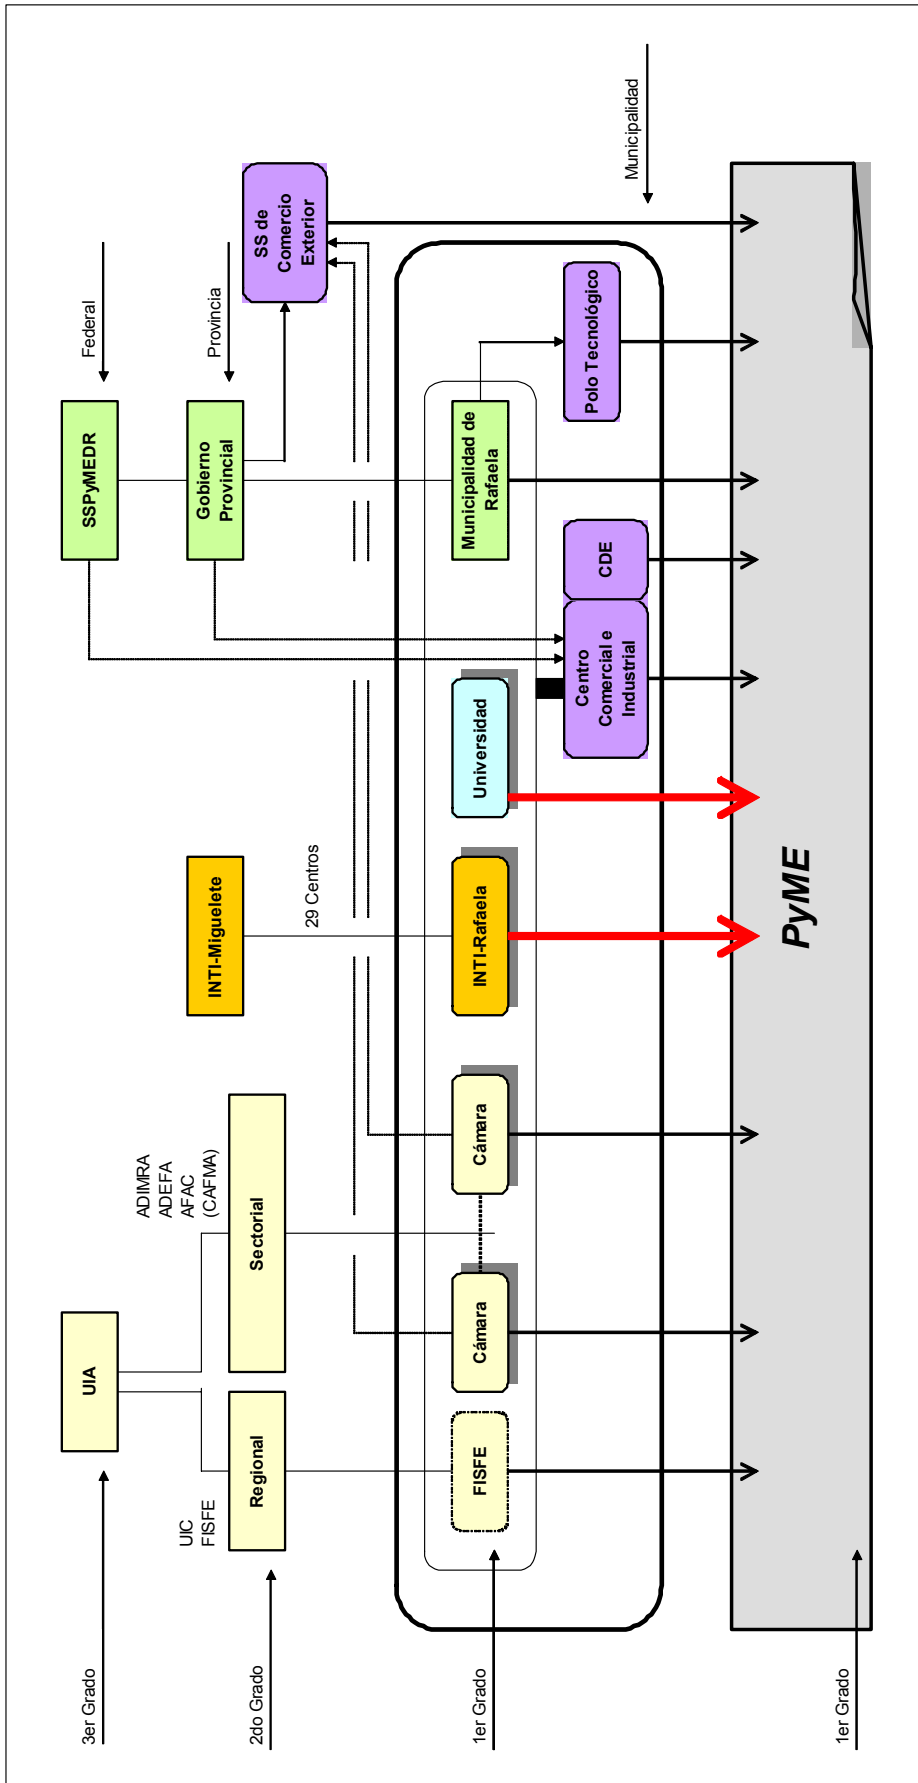 3er Grado
UIA
SSPyMEDR
Federal
UIC
FISFE
ADIMRA
ADEFA
AFAC
(CAFMA)
INTI-Miguelete
Gobierno
Provincial
Provincia
2do Grado
Regional
Sectorial
29 Centros
SS de
Comercio
Exterior
1er Grado
FISFE
Cámara
Cámara
INTI-Rafaela
Universidad
Municipalidad de
Rafaela
Centro
Comercial e
Industrial
CDE
Polo Tecnológico
Municipalidad
PyME
1er Grado